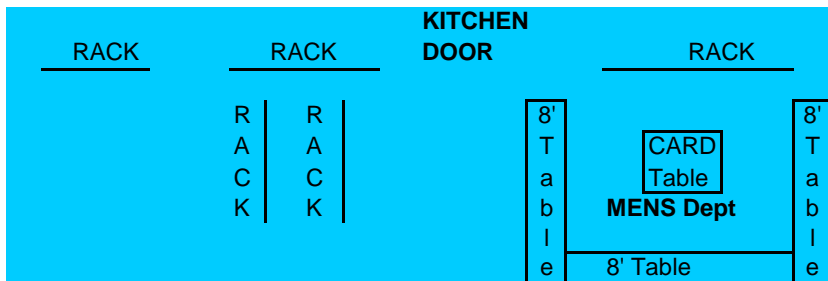 KITCHEN
RACK RACK DOOR RACK
R R 8' 8'
A A T CARD T
C C a Table a
K K b MENS Dept b
l l
e 8' Table e